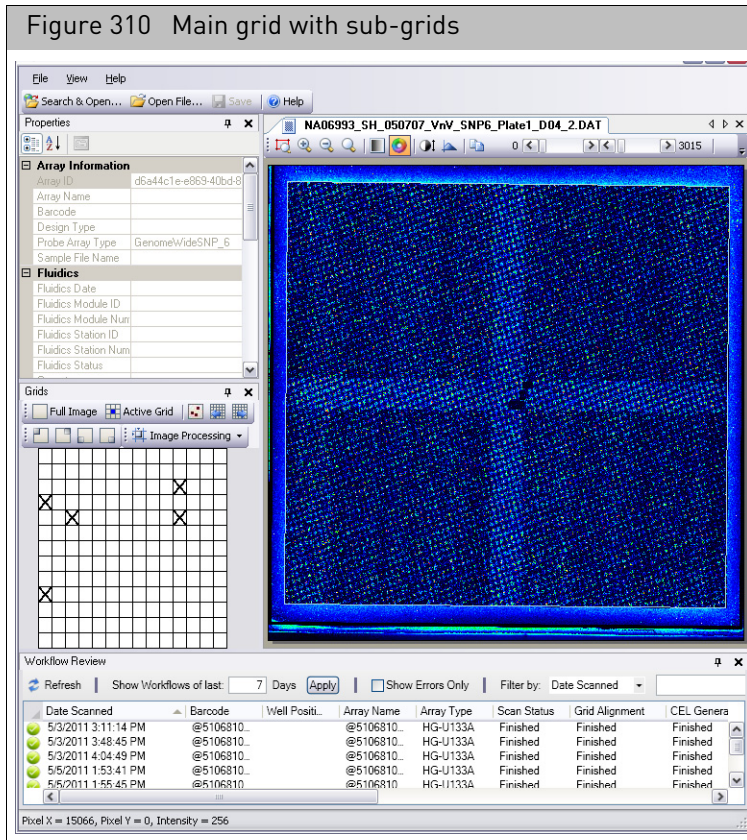 Figure 310 Main grid with sub-grids
File View Help
Search & Open... Open File... Save Help
Properties
NA06993_SH_050707_VnV_SNP6_Plate1_D04_2.DAT
0 3015
Array Information
Array ID d6a44c1e-e869-40bd-8
Array Name
Barcode
Design Type
Probe Array Type GenomeWideSNP_6
Sample File Name
Fluidics
Fluidics Date
Fluidics Module ID
Fluidics Module Num
Fluidics Station ID
Fluidics Station Num
Fluidics Status
Grids
Full Image Active Grid
Image Processing
X
X
X X
X
Workflow Review
Refresh Show Workflows of last: 7 Days Apply Show Errors Only Filter by: Date Scanned
Date Scanned Barcode Well Positi... Array Name Array Type Scan Status Grid Alignment CEL Genera
5/3/2011 3:11:14 PM @5106810... @5106810... HG-U133A Finished Finished Finished
5/3/2011 3:48:45 PM @5106810... @5106810... HG-U133A Finished Finished Finished
5/3/2011 4:04:49 PM @5106810... @5106810... HG-U133A Finished Finished Finished
5/5/2011 1:53:41 PM @5106810... @5106810... HG-U133A Finished Finished Finished
5/5/2011 1:55:45 PM @5106810... @5106810... HG-U133A Finished Finished Finished
Pixel X = 15066, Pixel Y = 0, Intensity = 256